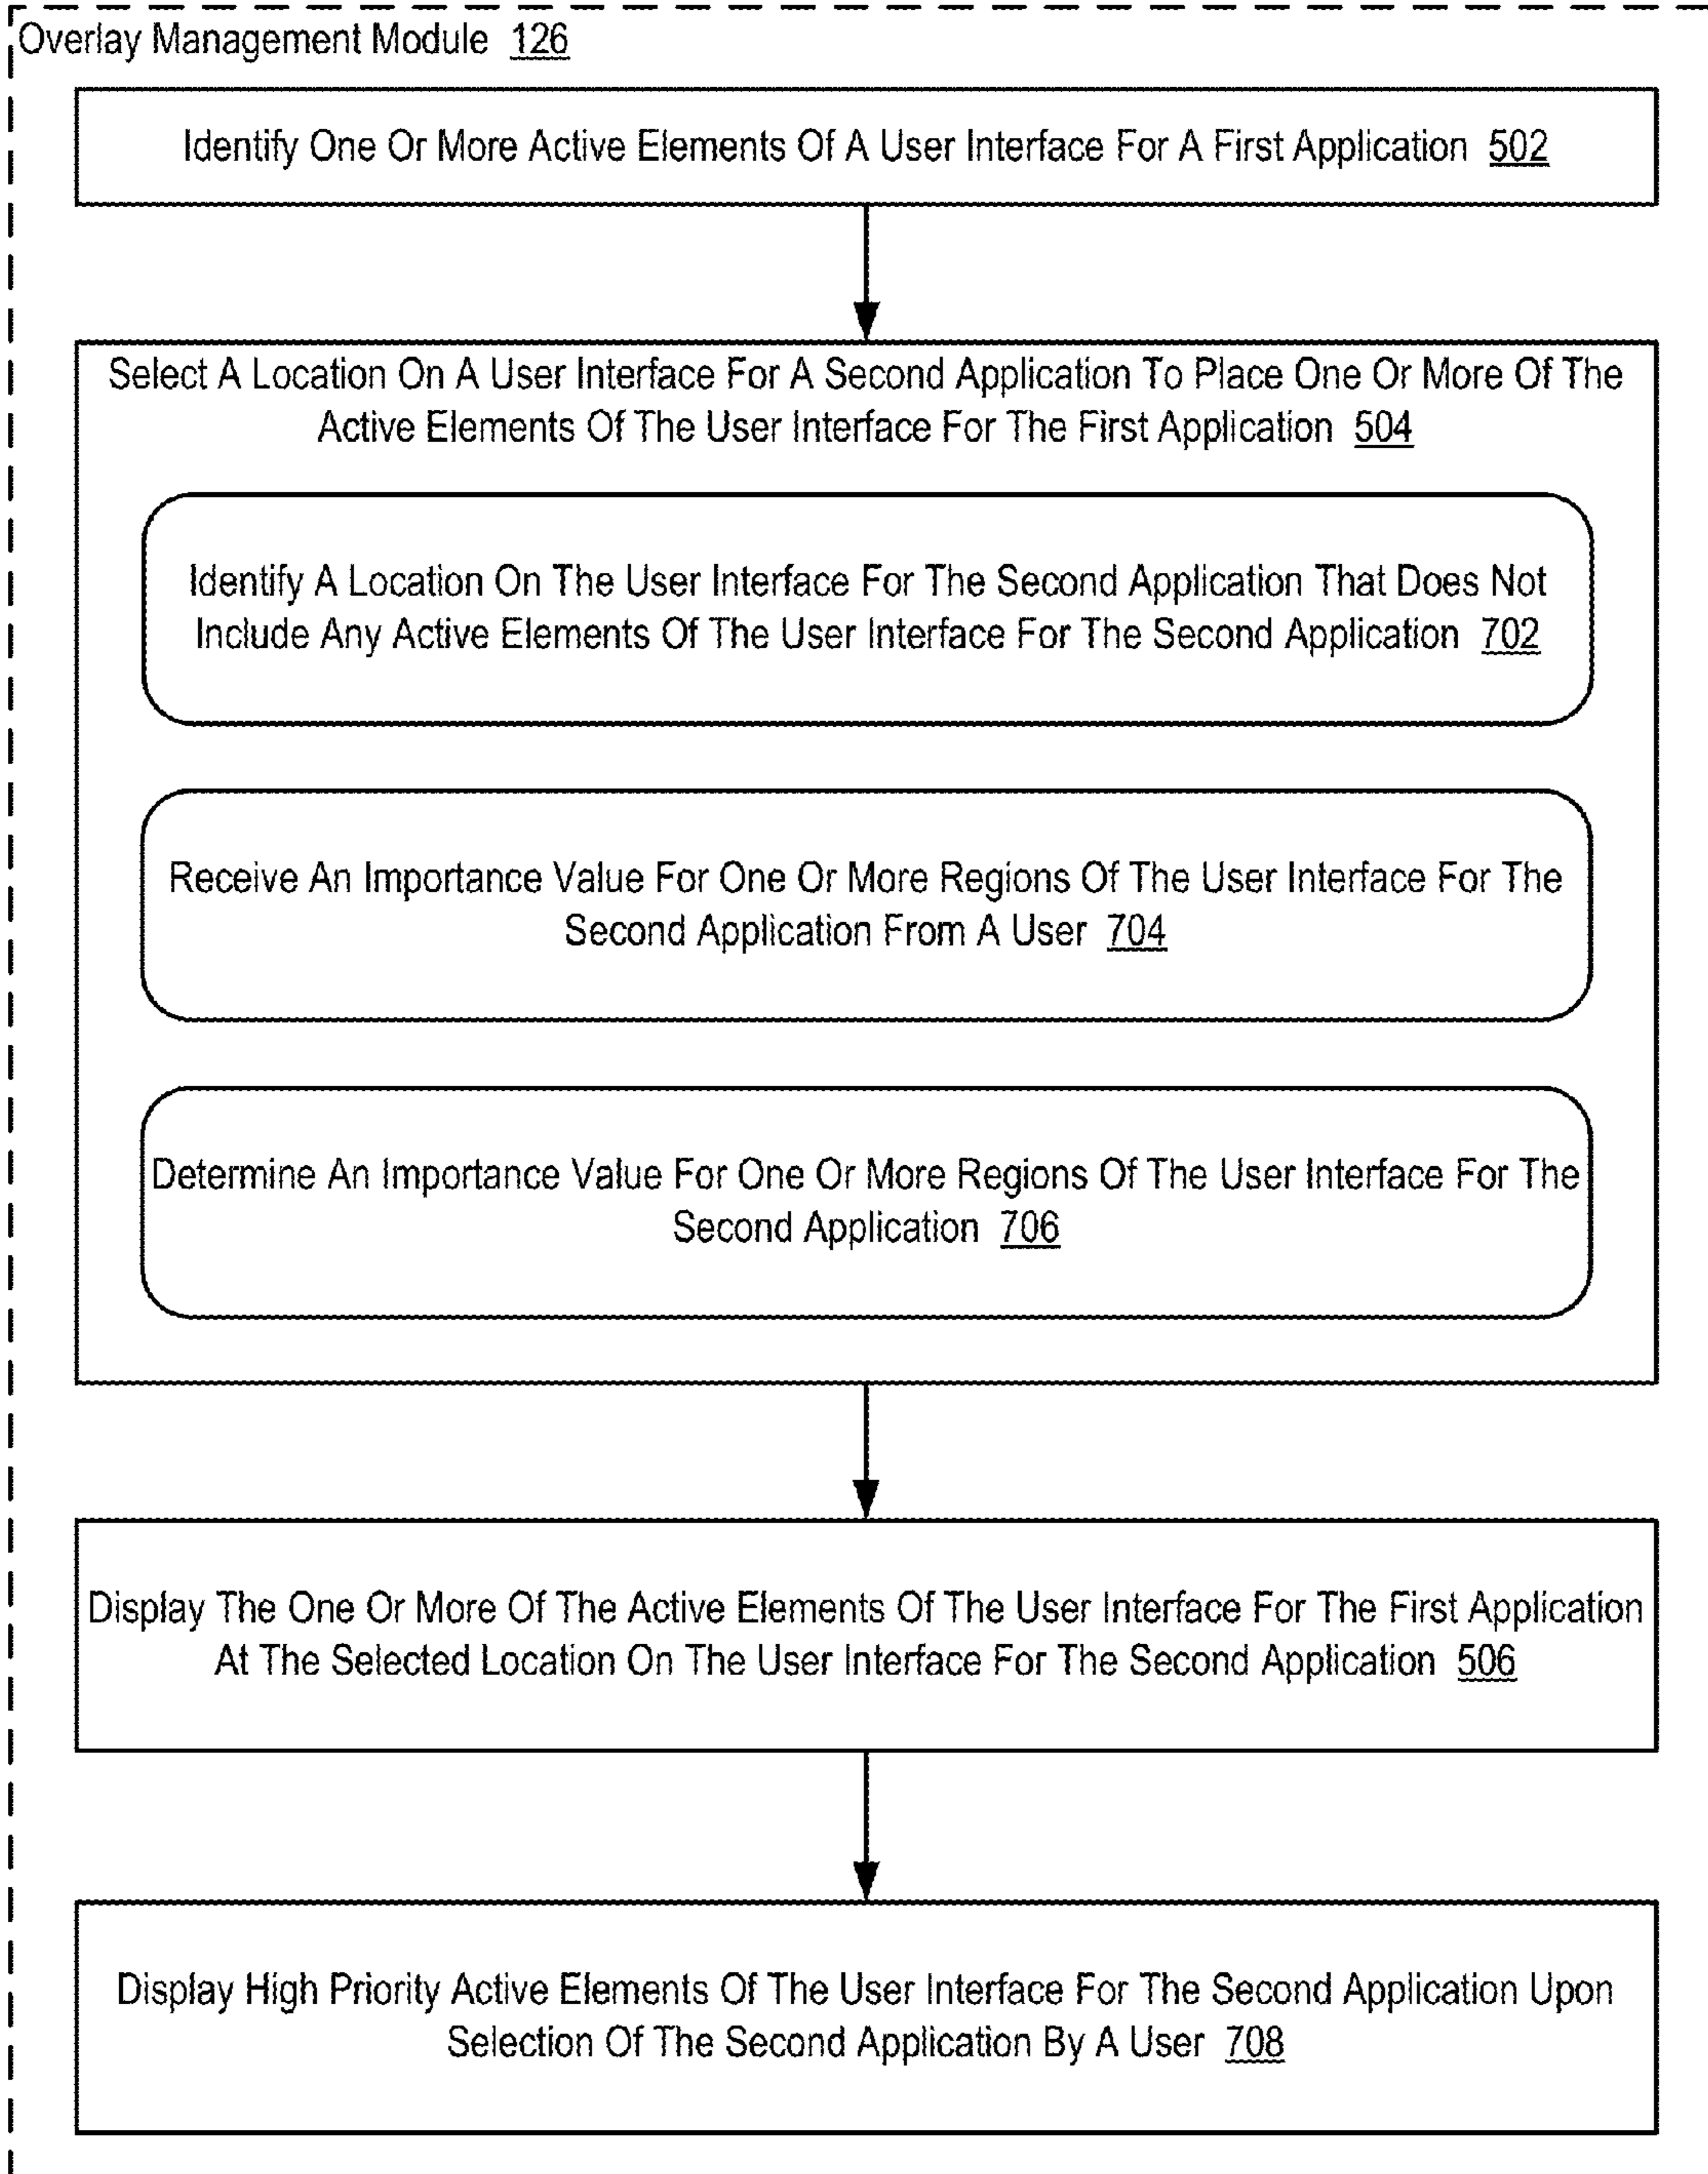 Overlay Management Module 126
Identify One Or More Active Elements Of A User Interface For A First Application 502
Select A Location On A User Interface For A Second Application To Place One Or More Of The
Active Elements Of The User Interface For The First Application 504
Identify A Location On The User Interface For The Second Application That Does Not
Include Any Active Elements Of The User Interface For The Second Application 702
Receive An Importance Value For One Or More Regions Of The User Interface For The
Second Application From A User 704
Determine An Importance Value For One Or More Regions Of The User Interface For The
Second Application 706
Display The One Or More Of The Active Elements Of The User Interface For The First Application
At The Selected Location On The User Interface For The Second Application 506
Display High Priority Active Elements Of The User Interface For The Second Application Upon
Selection Of The Second Application By A User 708